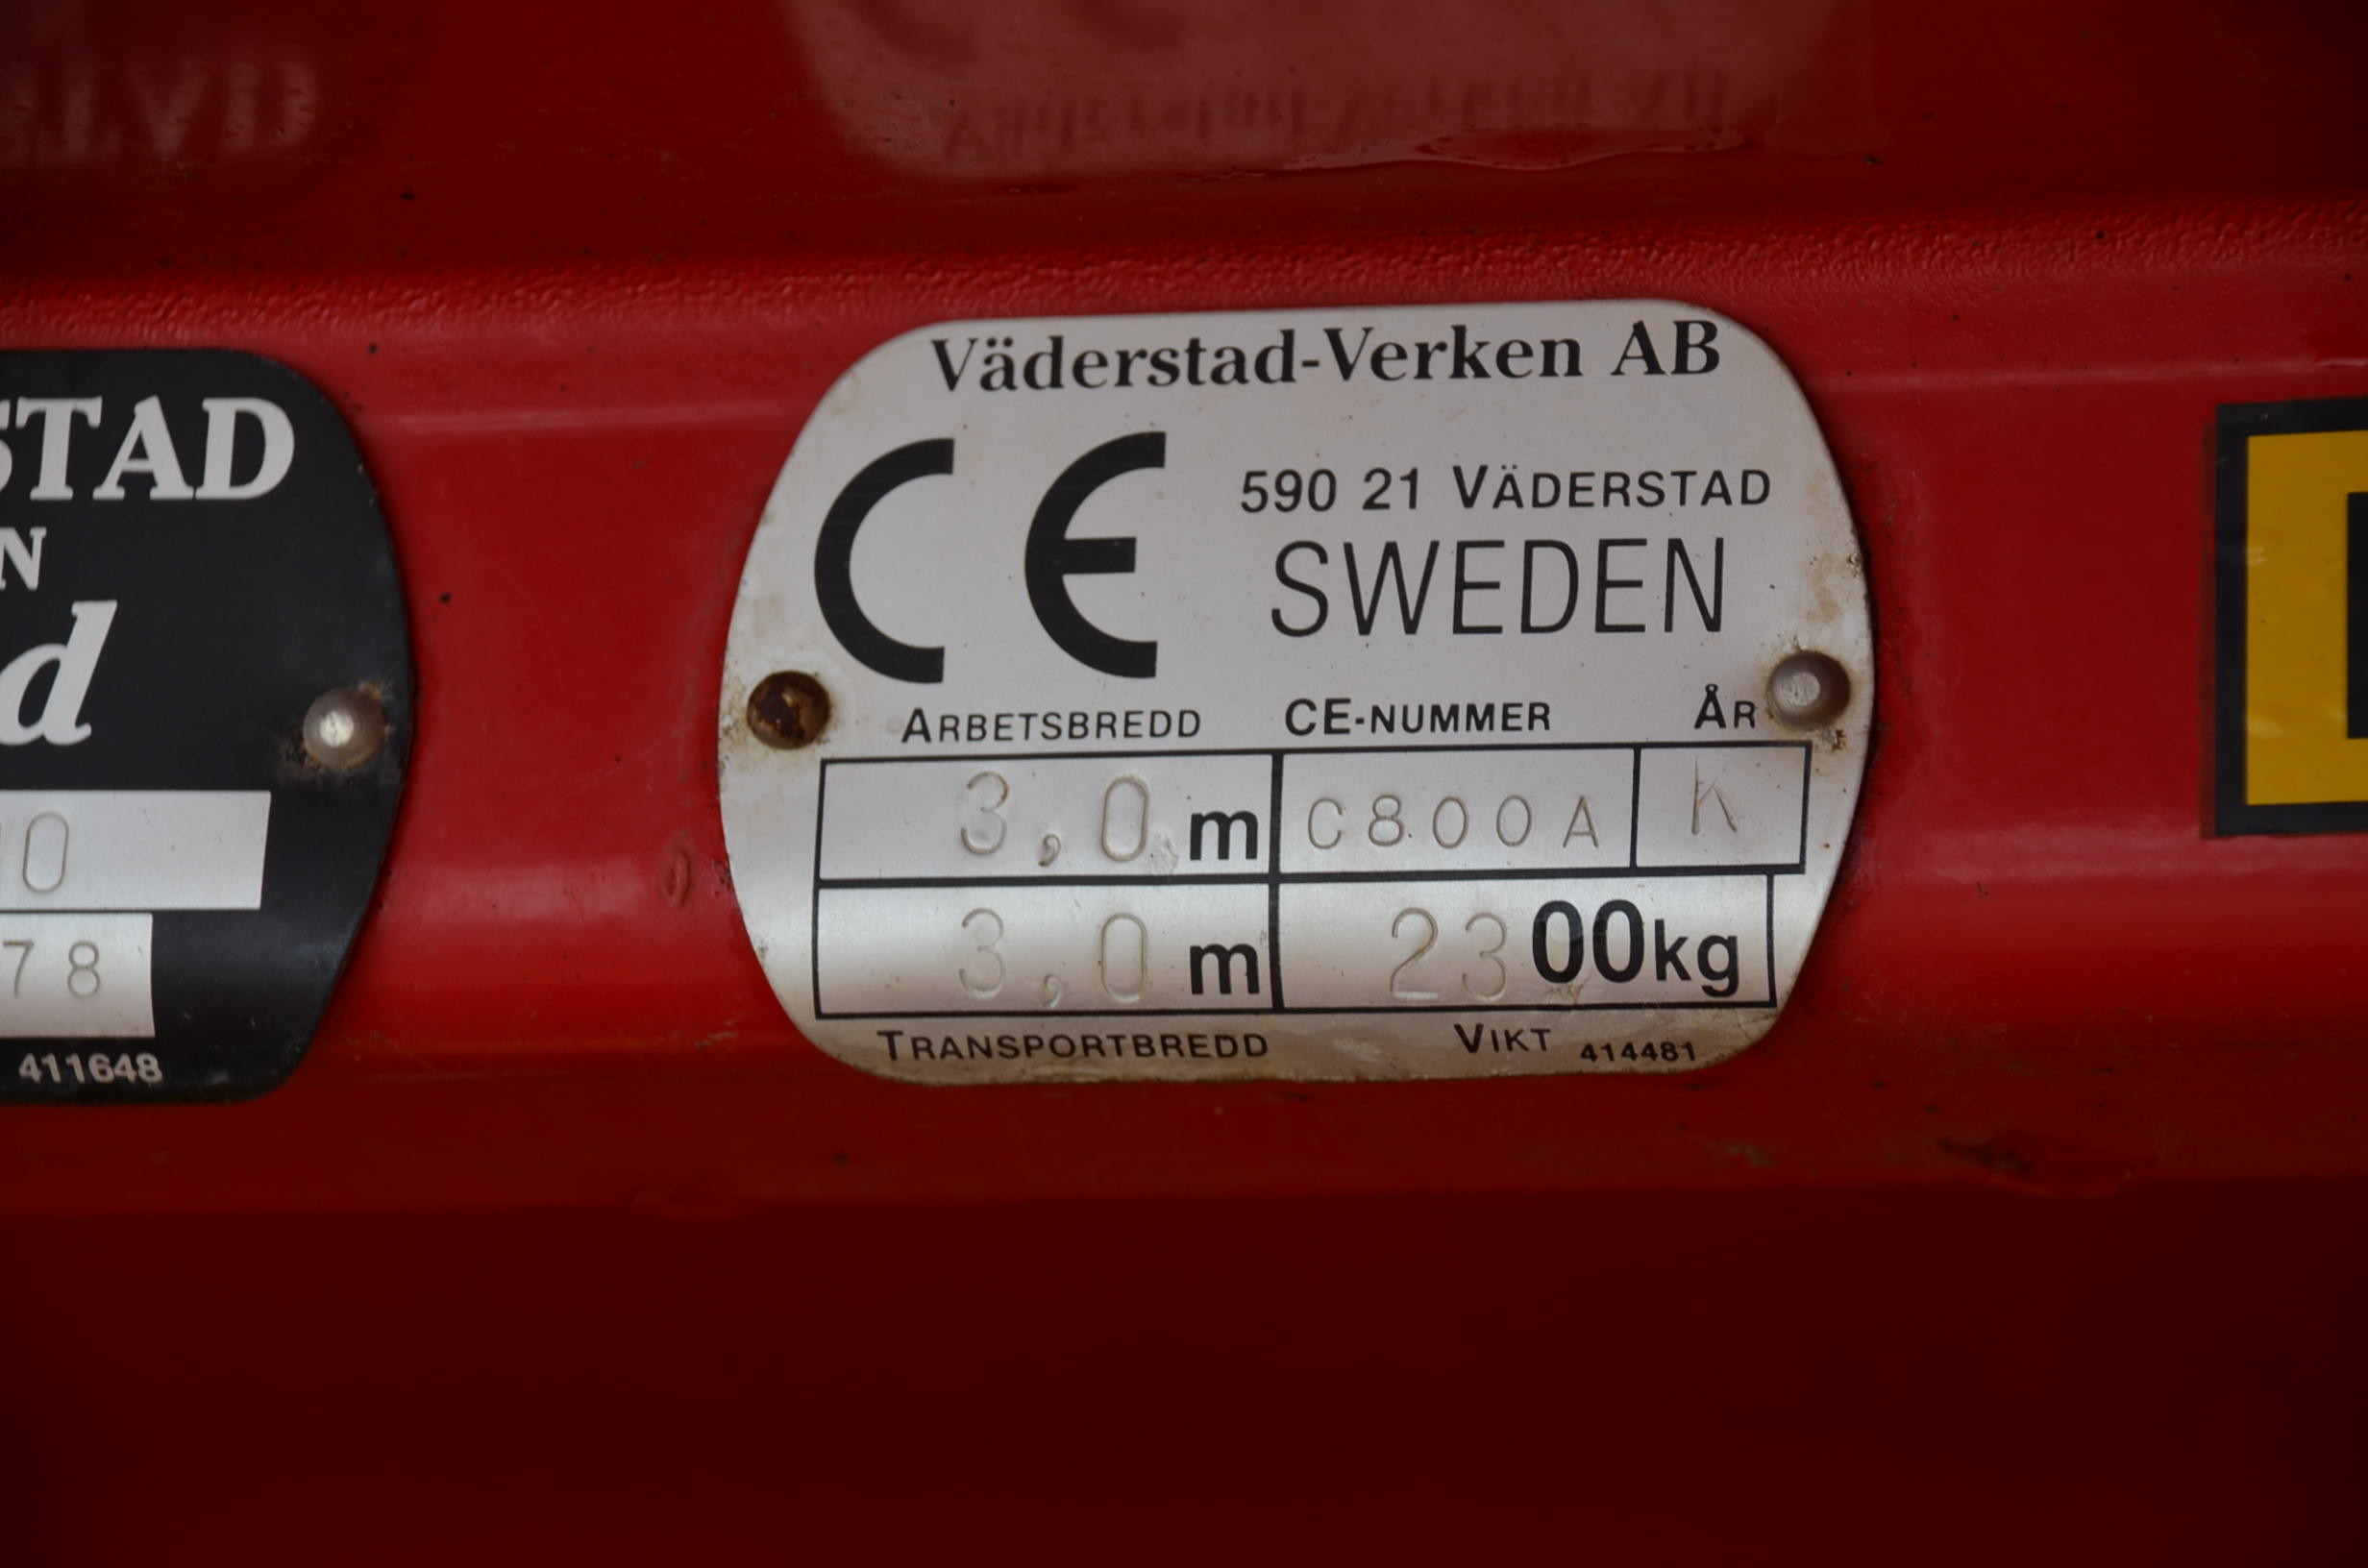 STAD
N
d
0
78
411648
Väderstad-Verken AB
CE
590 21 VÄDERSTAD
SWEDEN
ARBETSBREDD CE-NUMMER ÅR
3,0 m C800A K
3,0 m 2300kg
TRANSPORTBREDD VIKT 414481